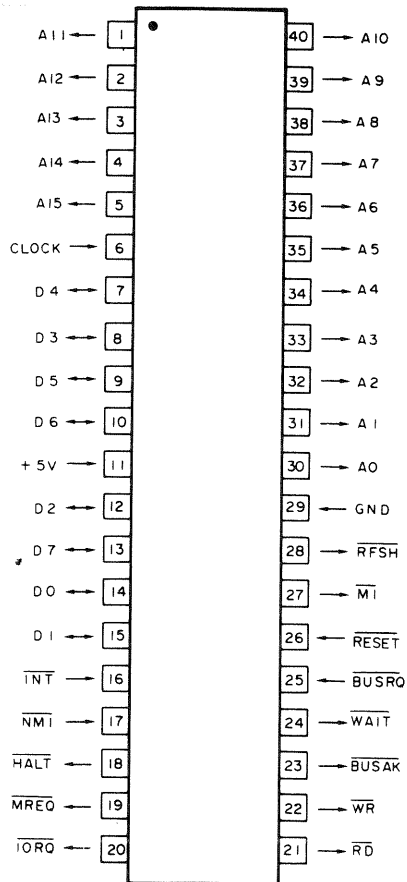 A11 1 40 A10
A12 2 39 A9
A13 3 38 A8
A14 4 37 A7
A15 5 36 A6
CLOCK 6 35 A5
D4 7 34 A4
D3 8 33 A3
D5 9 32 A2
D6 10 31 A1
+5V 11 30 A0
D2 12 29 GND
D7 13 28 RFSH
D0 14 27 M1
D1 15 26 RESET
INT 16 25 BUSRQ
NMI 17 24 WAIT
HALT 18 23 BUSAK
MREQ 19 22 WR
IORQ 20 21 RD